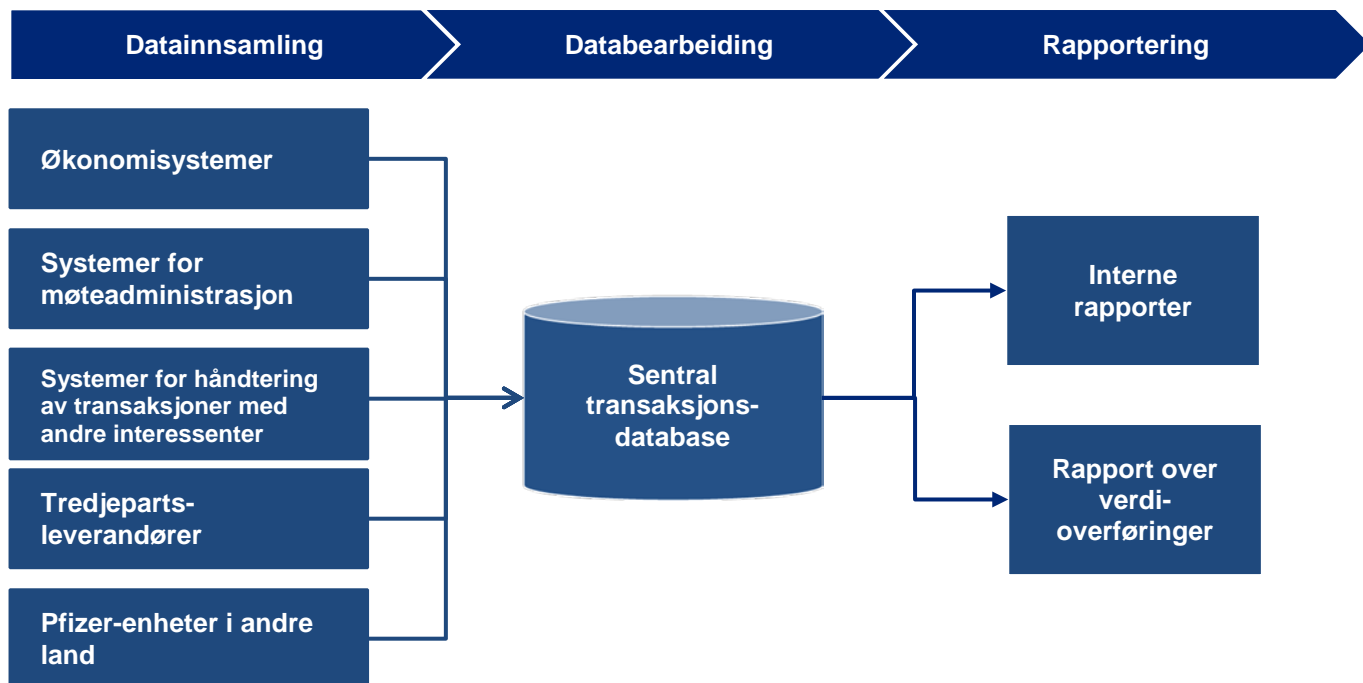 Datainnsamling
Databearbeiding
Rapportering
Økonomisystemer
Systemer for
møteadministrasjon
Systemer for håndtering
av transaksjoner med
andre interessenter
Tredjeparts-
leverandører
Pfizer-enheter i andre
land
Sentral
transaksjons-
database
Interne
rapporter
Rapport over
verdi-
overføringer